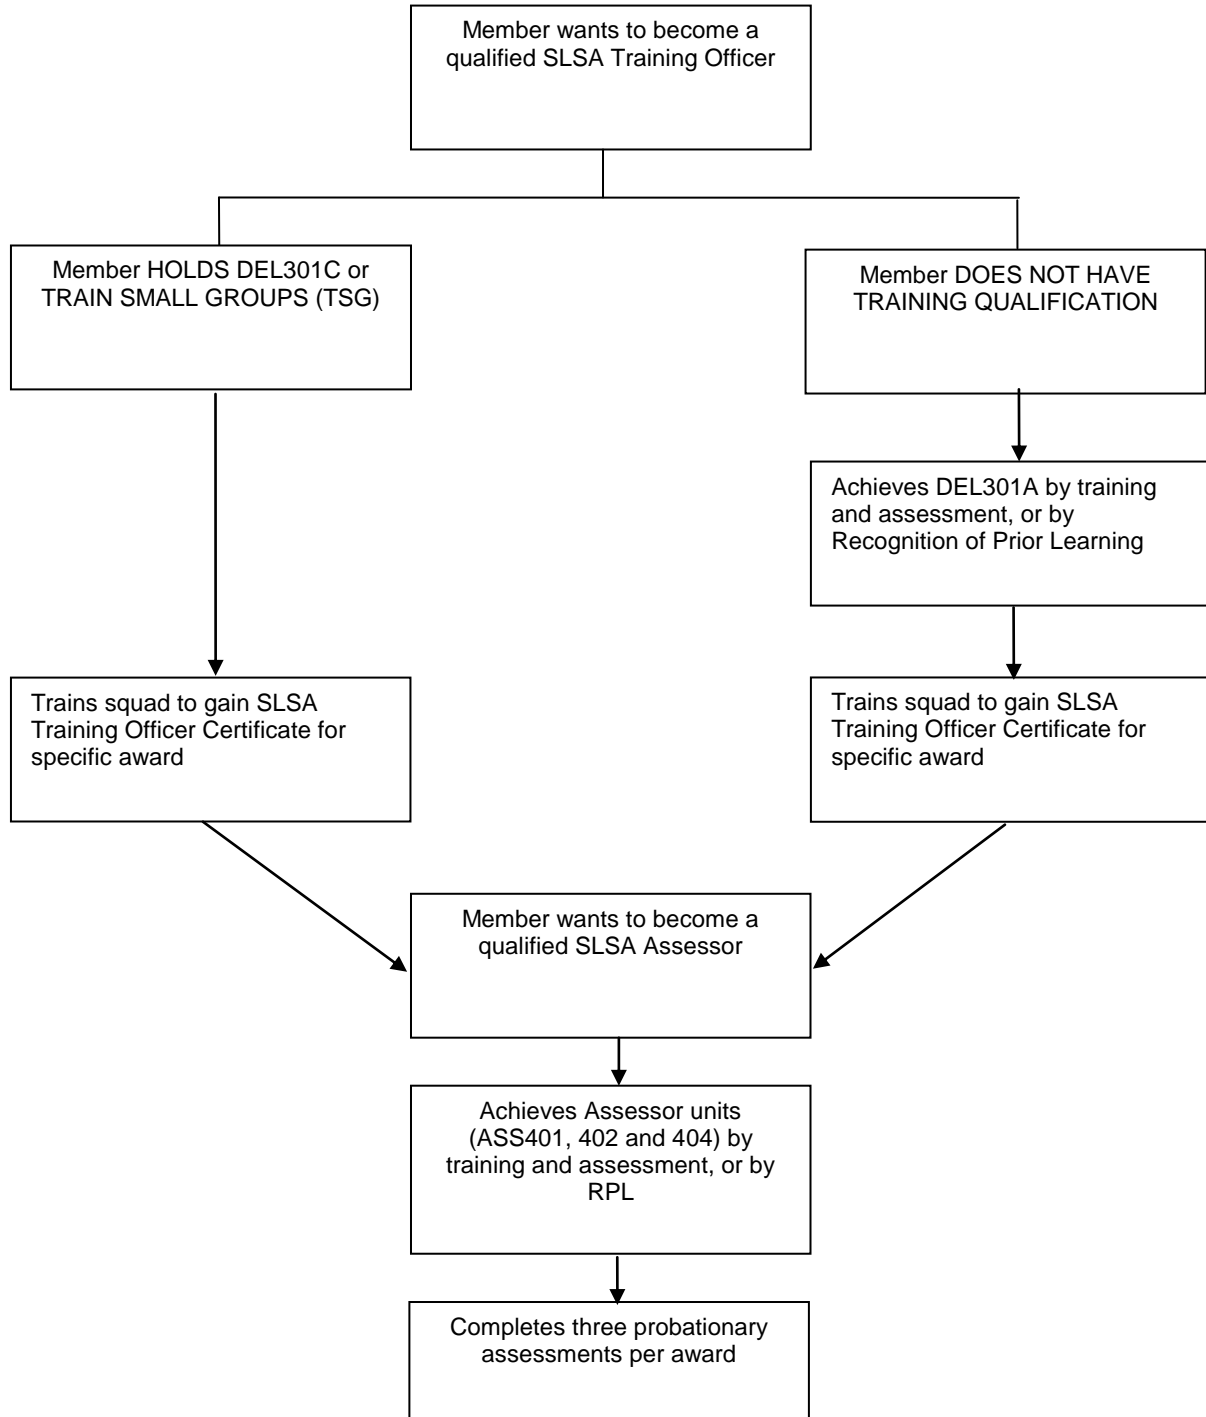 Member wants to become a
qualified SLSA Training Officer
Member HOLDS DEL301C or
TRAIN SMALL GROUPS (TSG)
Member DOES NOT HAVE
TRAINING QUALIFICATION
Achieves DEL301A by training
and assessment, or by
Recognition of Prior Learning
Trains squad to gain SLSA
Training Officer Certificate for
specific award
Trains squad to gain SLSA
Training Officer Certificate for
specific award
Member wants to become a
qualified SLSA Assessor
Achieves Assessor units
(ASS401, 402 and 404) by
training and assessment, or by
RPL
Completes three probationary
assessments per award